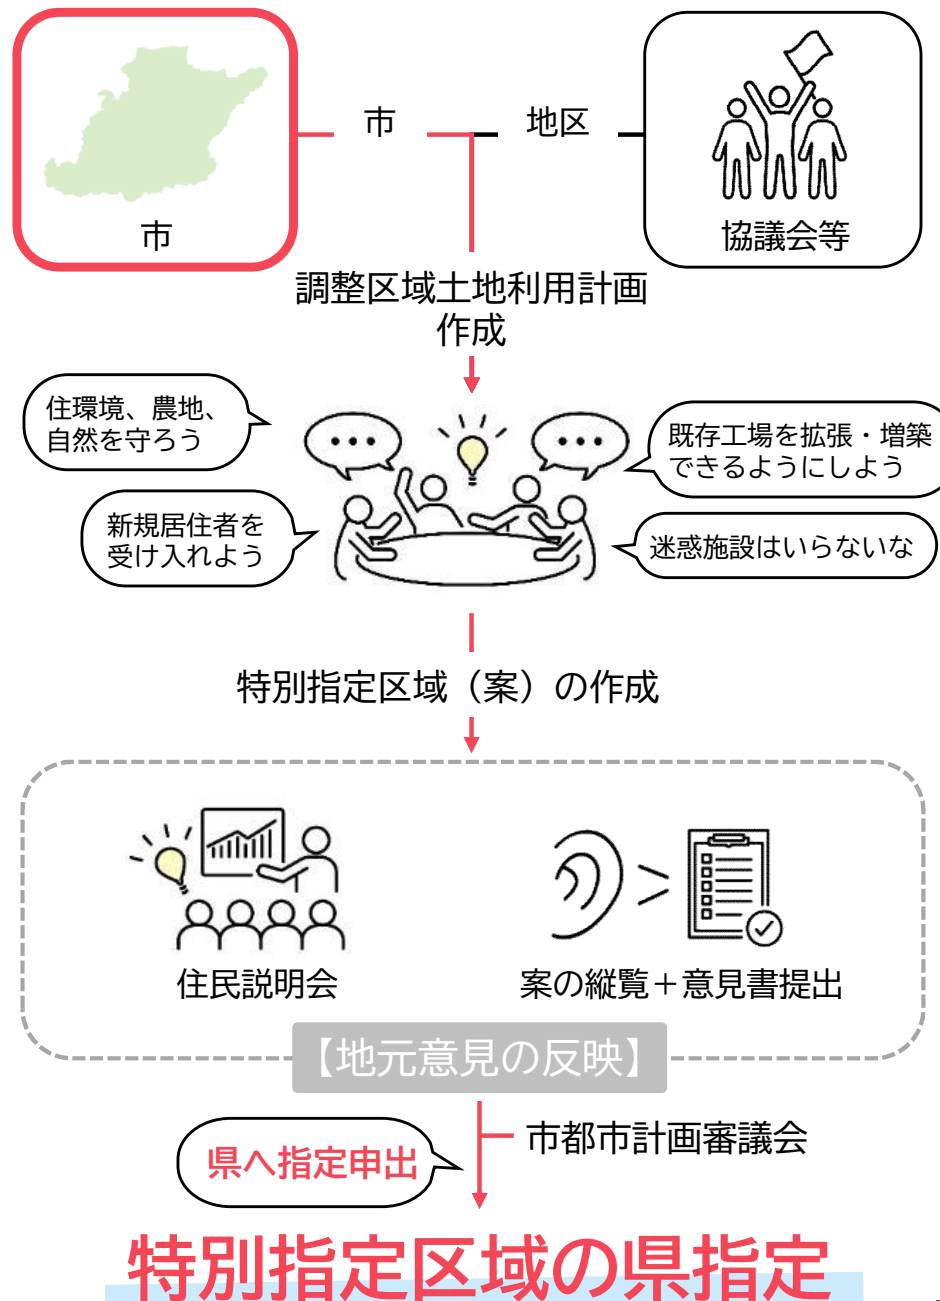 市
地区
市
協議会等
調整区域土地利用計画
作成
住環境、農地、
自然を守ろう
既存工場を拡張・増築
できるようにしよう
新規居住者を
受け入れよう
迷惑施設はいらないな
特別指定区域（案）の作成
住民説明会
案の縦覧＋意見書提出
【地元意見の反映】
市都市計画審議会
県へ指定申出
特別指定区域の県指定